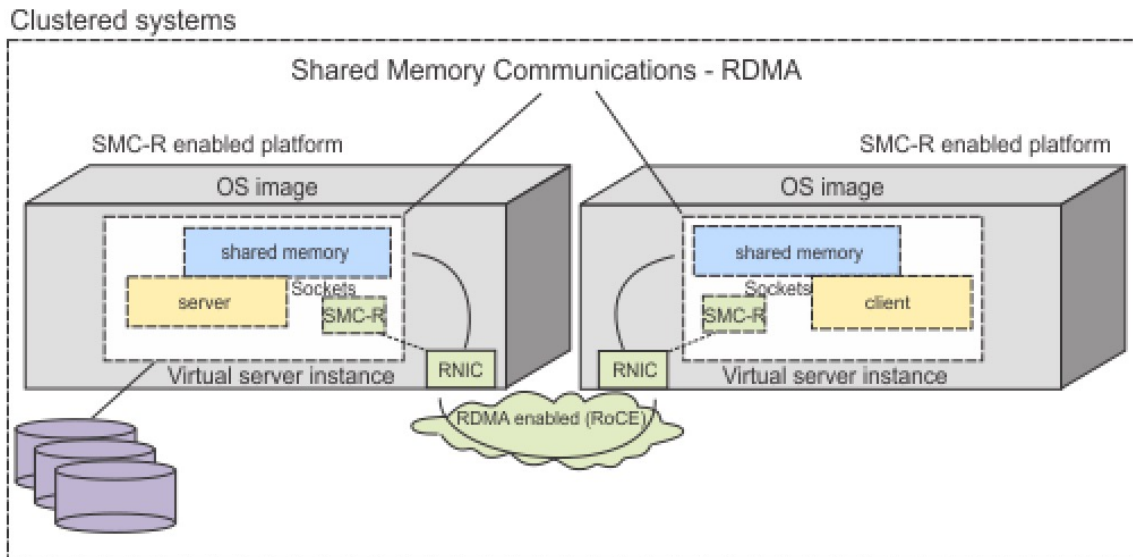 Clustered systems
Shared Memory Communications - RDMA
SMC-R enabled platform
SMC-R enabled platform
OS image
OS image
shared memory
Sockets
server
SMC-R
RNIC
Virtual server instance
shared memory
Sockets
client
SMC-R
RNIC
Virtual server instance
RDMA enabled (RoCE)